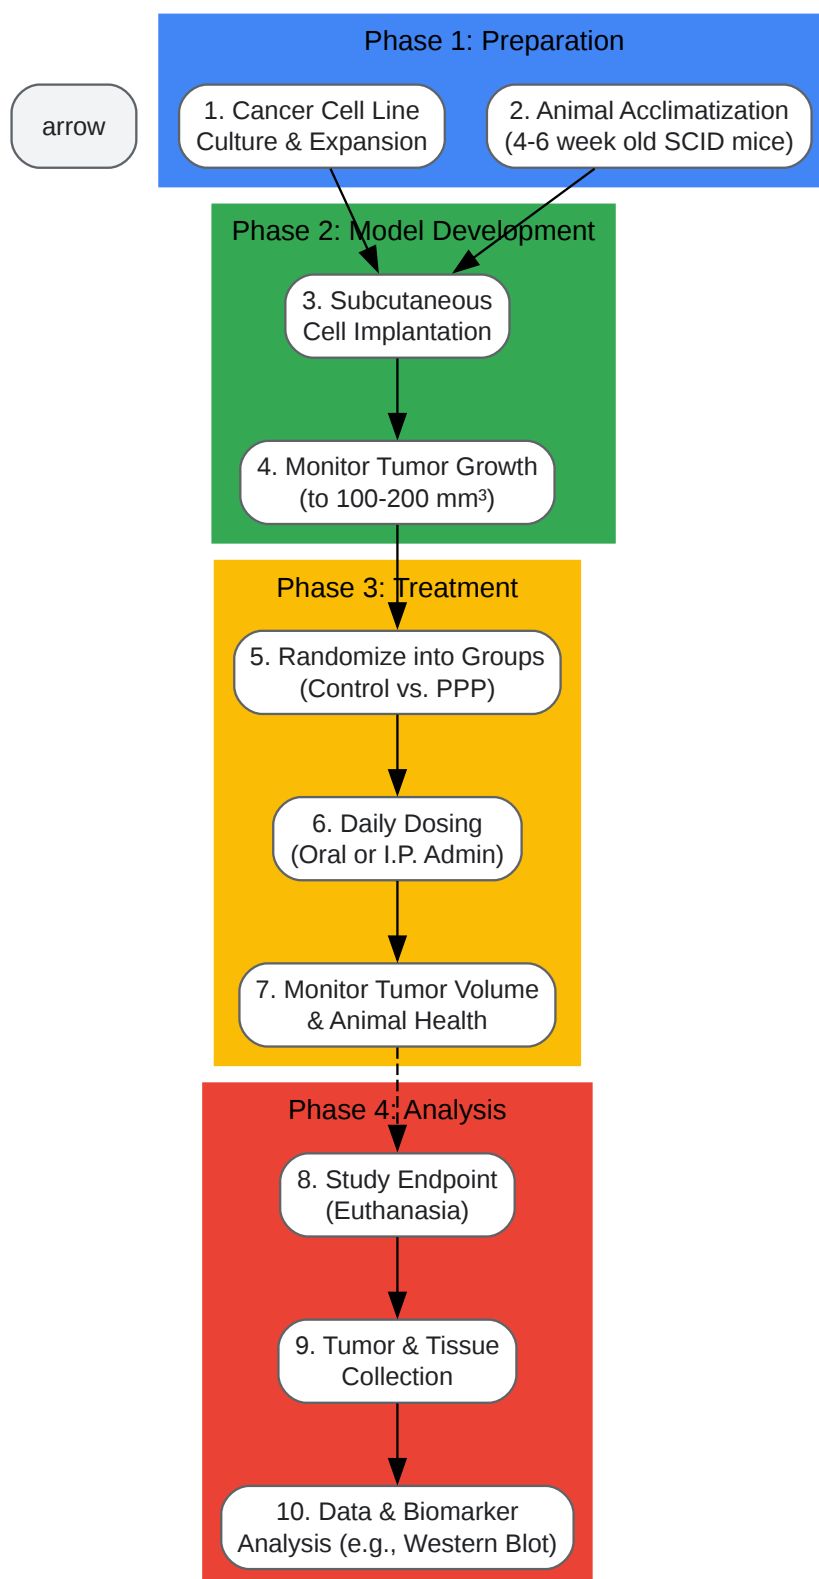 Phase 1: Preparation
arrow
1. Cancer Cell Line
Culture & Expansion
2. Animal Acclimatization
(4-6 week old SCID mice)
Phase 2: Model Development
3. Subcutaneous
Cell Implantation
4. Monitor Tumor Growth
(to 100-200 mm³)
Phase 3: Treatment
5. Randomize into Groups
(Control vs. PPP)
6. Daily Dosing
(Oral or I.P. Admin)
7. Monitor Tumor Volume
& Animal Health
Phase 4: Analysis
8. Study Endpoint
(Euthanasia)
9. Tumor & Tissue
Collection
10. Data & Biomarker
Analysis (e.g., Western Blot)